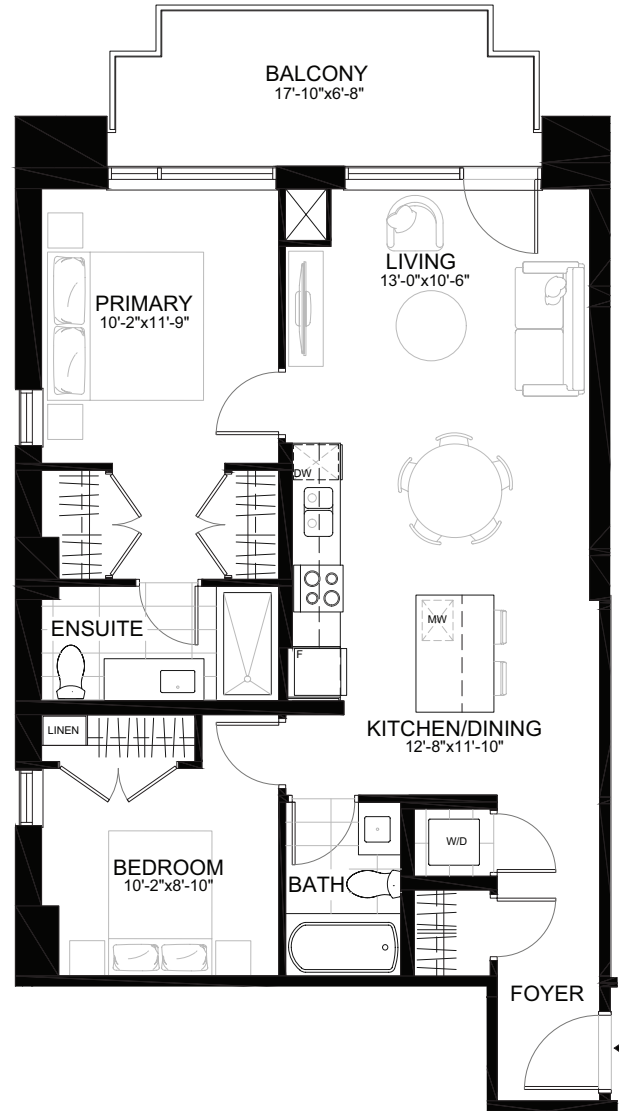 BALCONY
17'-10"x6'-8"
LIVING
13'-0"x10'-6"
PRIMARY
10'-2"x11'-9"
DW
ENSUITE
MW
F
LINEN
KITCHEN/DINING
12'-8"x11'-10"
W/D
BEDROOM
10'-2"x8'-10"
BATH
FOYER